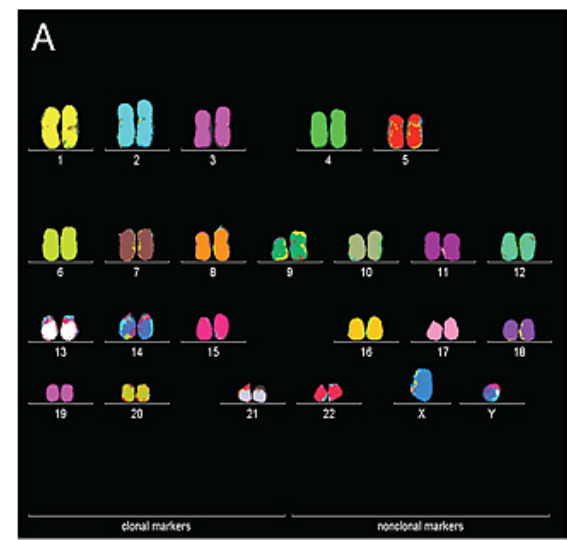 A
1 2 3 4 5
6 7 8 9 10 11 12
13 14 15 16 17 18
19 20 21 22 X Y
clonal markers nonclonal markers